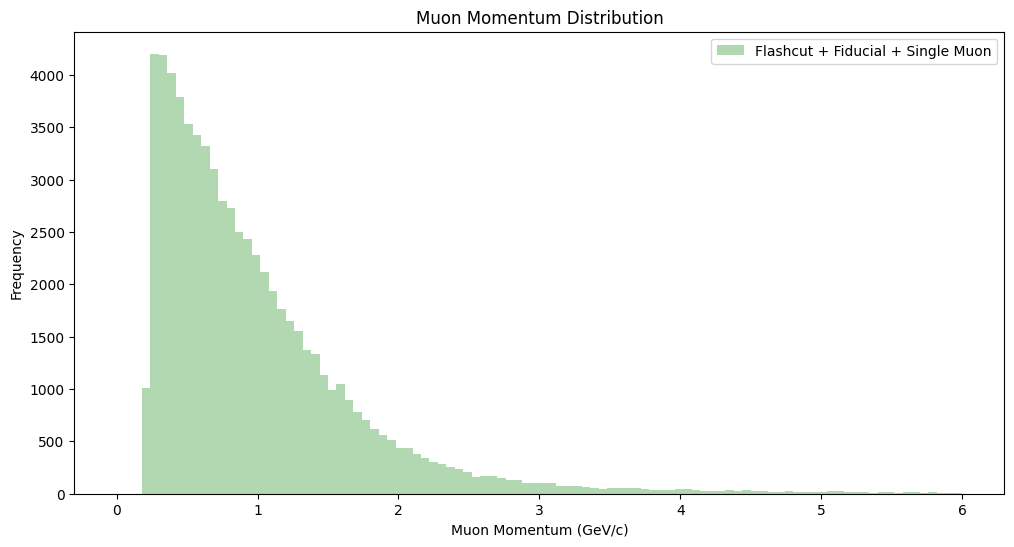 Muon Momentum Distribution
Flashcut + Fiducial + Single Muon
Frequency
4000
3500
3000
2500
2000
1500
1000
500
0
0 1 2 3 4 5 6
Muon Momentum (GeV/c)